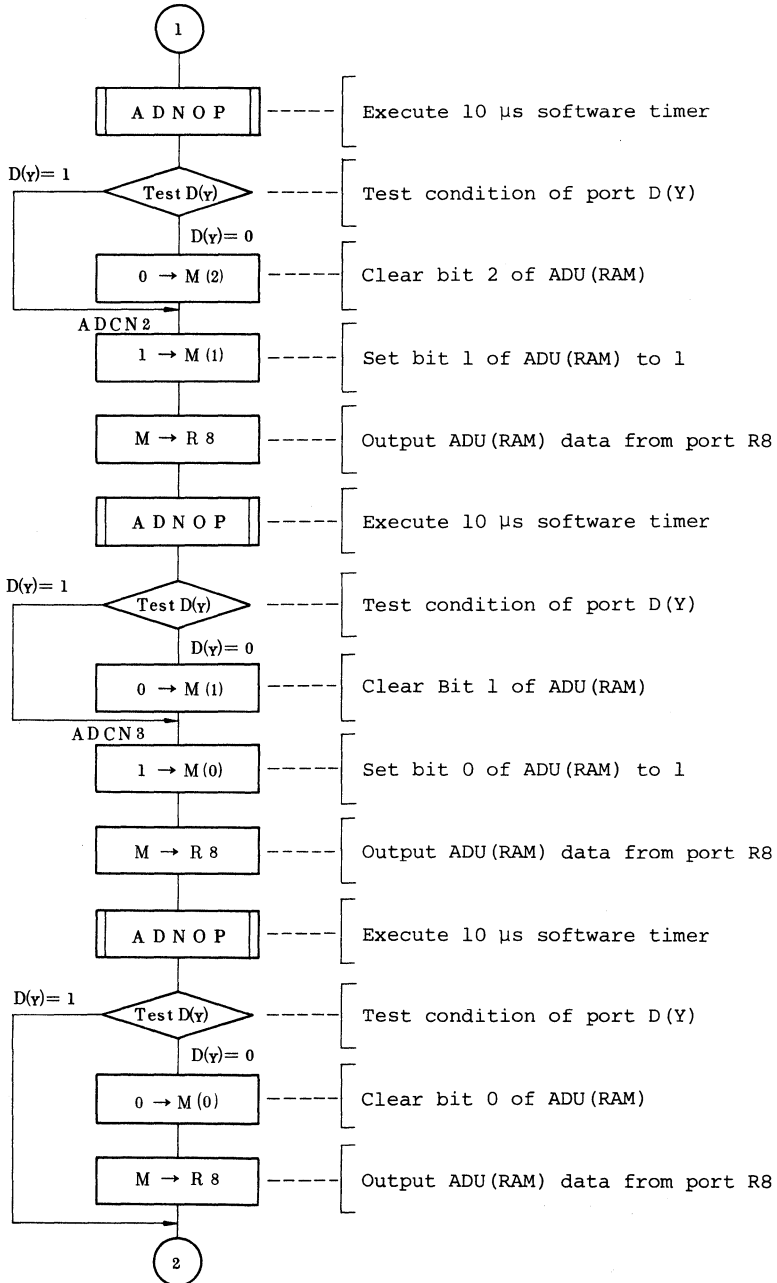 1
ADNOP
Execute 10 µs software timer
D(Y)= 1
Test D(Y)
Test condition of port D(Y)
D(Y)= 0
0 → M(2)
Clear bit 2 of ADU(RAM)
ADCN2
1 → M(1)
Set bit 1 of ADU(RAM) to 1
M → R8
Output ADU(RAM) data from port R8
ADNOP
Execute 10 µs software timer
D(Y)= 1
Test D(Y)
Test condition of port D(Y)
D(Y)= 0
0 → M(1)
Clear Bit 1 of ADU(RAM)
ADCN3
1 → M(0)
Set bit 0 of ADU(RAM) to 1
M → R8
Output ADU(RAM) data from port R8
ADNOP
Execute 10 µs software timer
D(Y)= 1
Test D(Y)
Test condition of port D(Y)
D(Y)= 0
0 → M(0)
Clear bit 0 of ADU(RAM)
M → R8
Output ADU(RAM) data from port R8
2